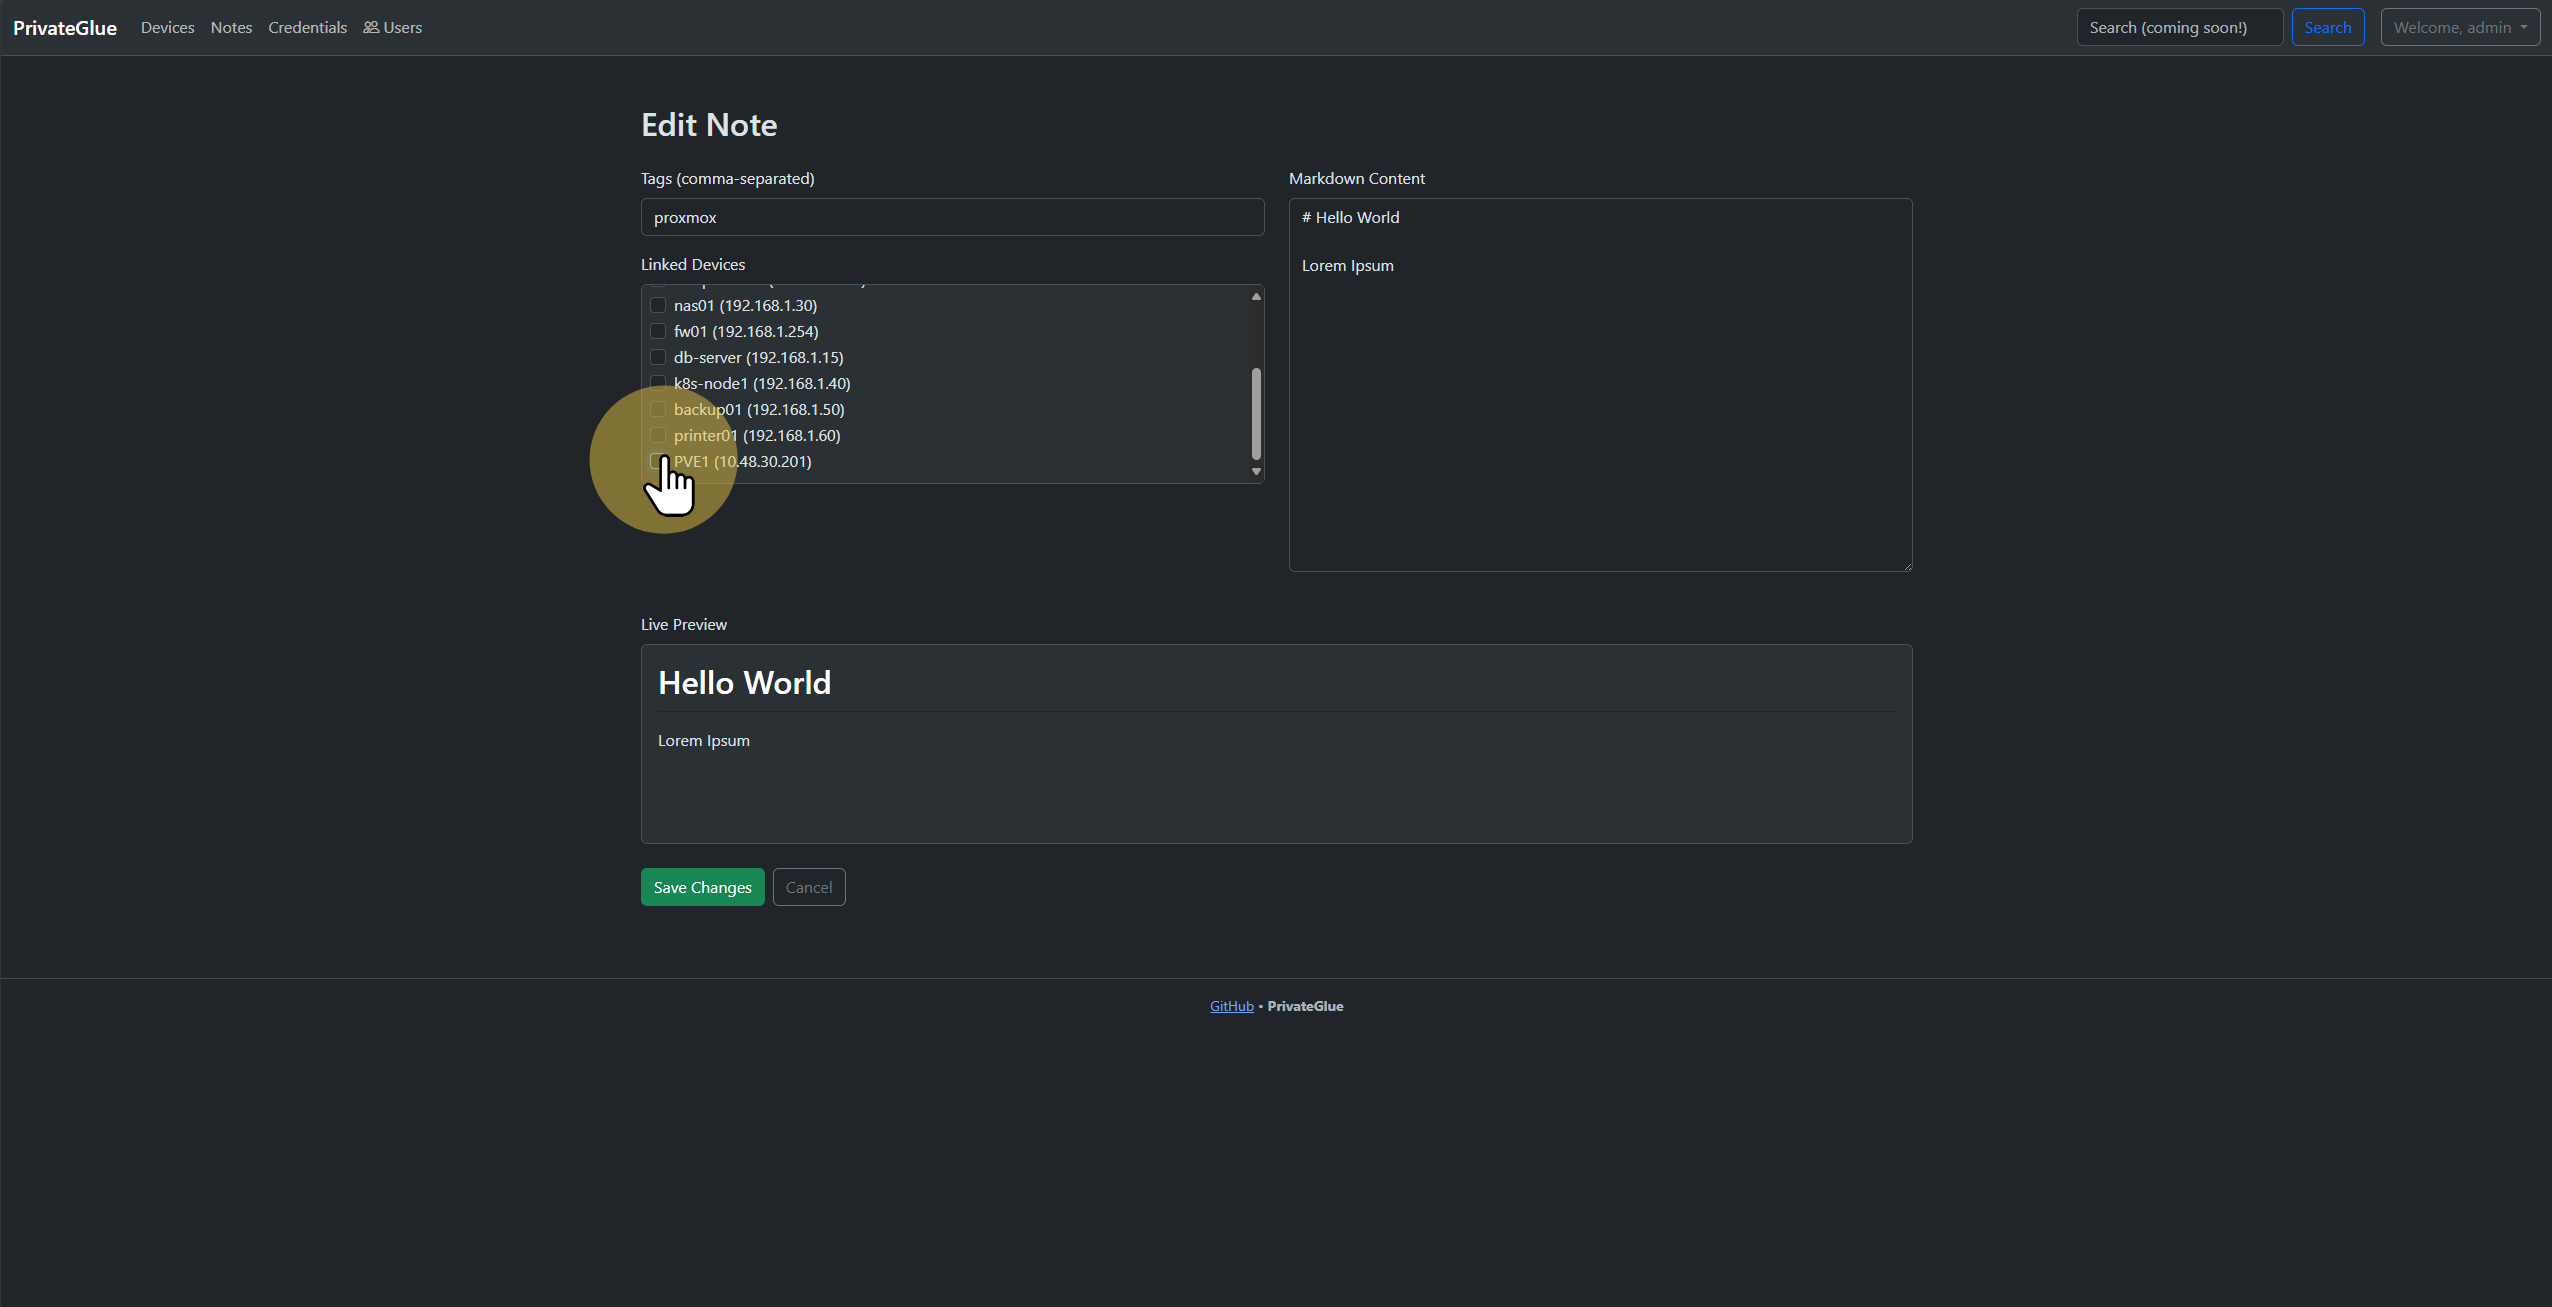 PrivateGlue Devices Notes Credentials Users Search (coming soon!) Search Welcome, admin
Edit Note
Tags (comma-separated)
proxmox
Linked Devices
nas01 (192.168.1.30)
fw01 (192.168.1.254)
db-server (192.168.1.15)
k8s-node1 (192.168.1.40)
backup01 (192.168.1.50)
printer01 (192.168.1.60)
PVE1 (10.48.30.201)
Markdown Content
# Hello World
Lorem Ipsum
Live Preview
Hello World
Lorem Ipsum
Save Changes Cancel
GitHub • PrivateGlue